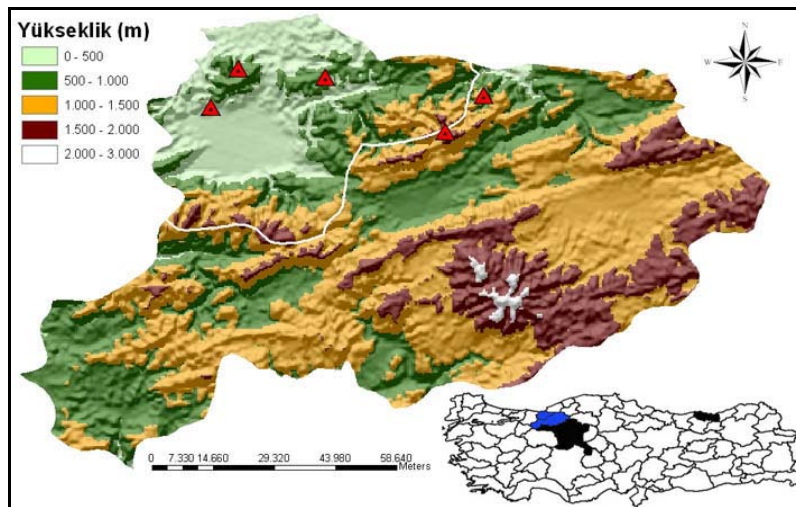 Yükseklik (m)
0 - 500
500 - 1.000
1.000 - 1.500
1.500 - 2.000
2.000 - 3.000
N
W
E
S
0 7.330 14.660 29.320 43.980 58.640
Meters